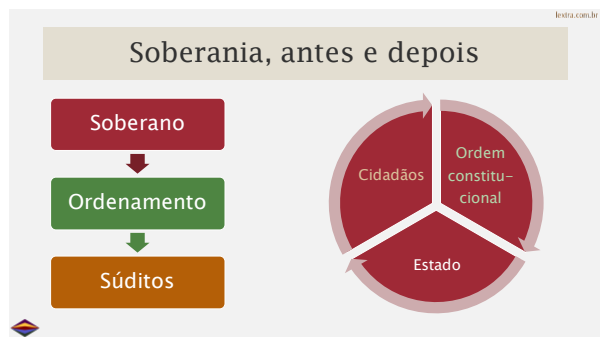 lextra.com.br
Soberania, antes e depois
Soberano
Ordenamento
Súditos
Cidadãos
Ordem
constitu-
cional
Estado